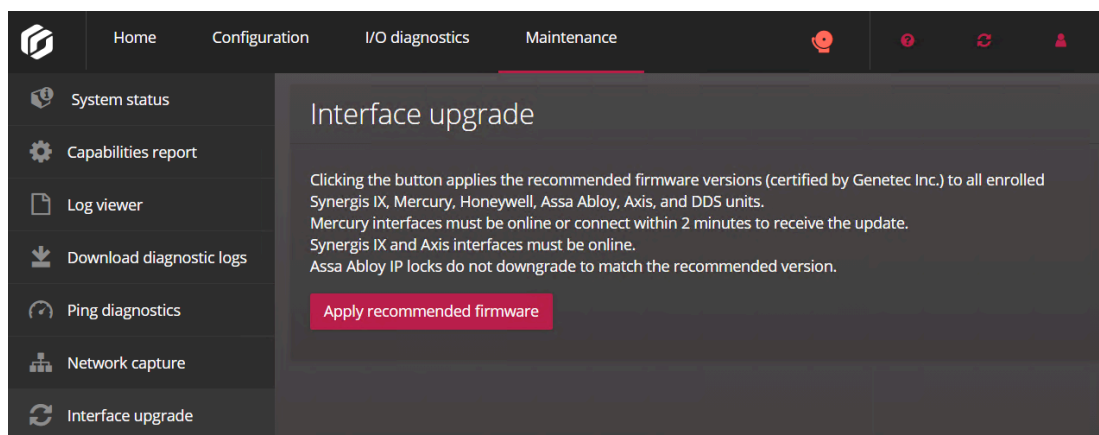 Home Configuration I/O diagnostics Maintenance
System status
Capabilities report
Log viewer
Download diagnostic logs
Ping diagnostics
Network capture
Interface upgrade
Interface upgrade
Clicking the button applies the recommended firmware versions (certified by Genetec Inc.) to all enrolled
Synergis IX, Mercury, Honeywell, Assa Abloy, Axis, and DDS units.
Mercury interfaces must be online or connect within 2 minutes to receive the update.
Synergis IX and Axis interfaces must be online.
Assa Abloy IP locks do not downgrade to match the recommended version.
Apply recommended firmware